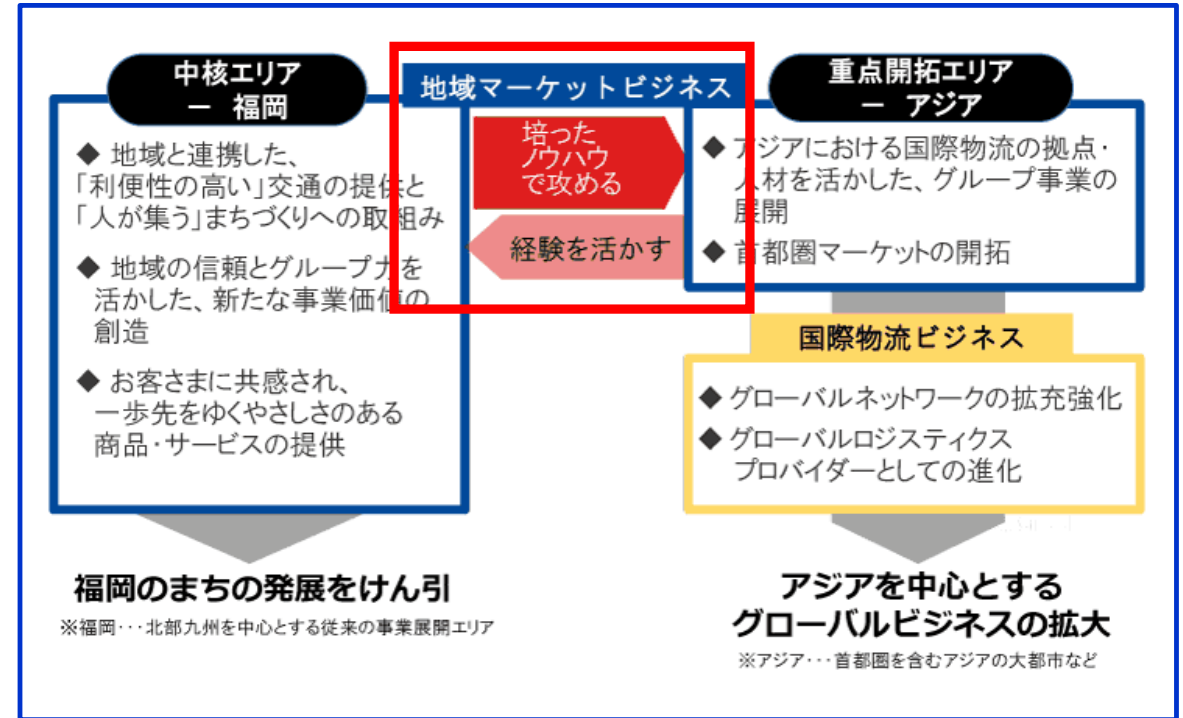 中核エリア
－ 福岡
◆ 地域と連携した、
「利便性の高い」交通の提供と
「人が集う」まちづくりへの取組み
◆ 地域の信頼とグループ力を
活かした、新たな事業価値の
創造
◆ お客さまに共感され、
一歩先をゆくやさしさのある
商品・サービスの提供
福岡のまちの発展をけん引
※福岡･･･北部九州を中心とする従来の事業展開エリア
地域マーケットビジネス
培った
ノウハウ
で攻める
経験を活かす
重点開拓エリア
－ アジア
◆ アジアにおける国際物流の拠点・
人材を活かした、グループ事業の
展開
◆ 首都圏マーケットの開拓
国際物流ビジネス
◆ グローバルネットワークの拡充強化
◆ グローバルロジスティクス
プロバイダーとしての進化
アジアを中心とする
グローバルビジネスの拡大
※アジア･･･首都圏を含むアジアの大都市など